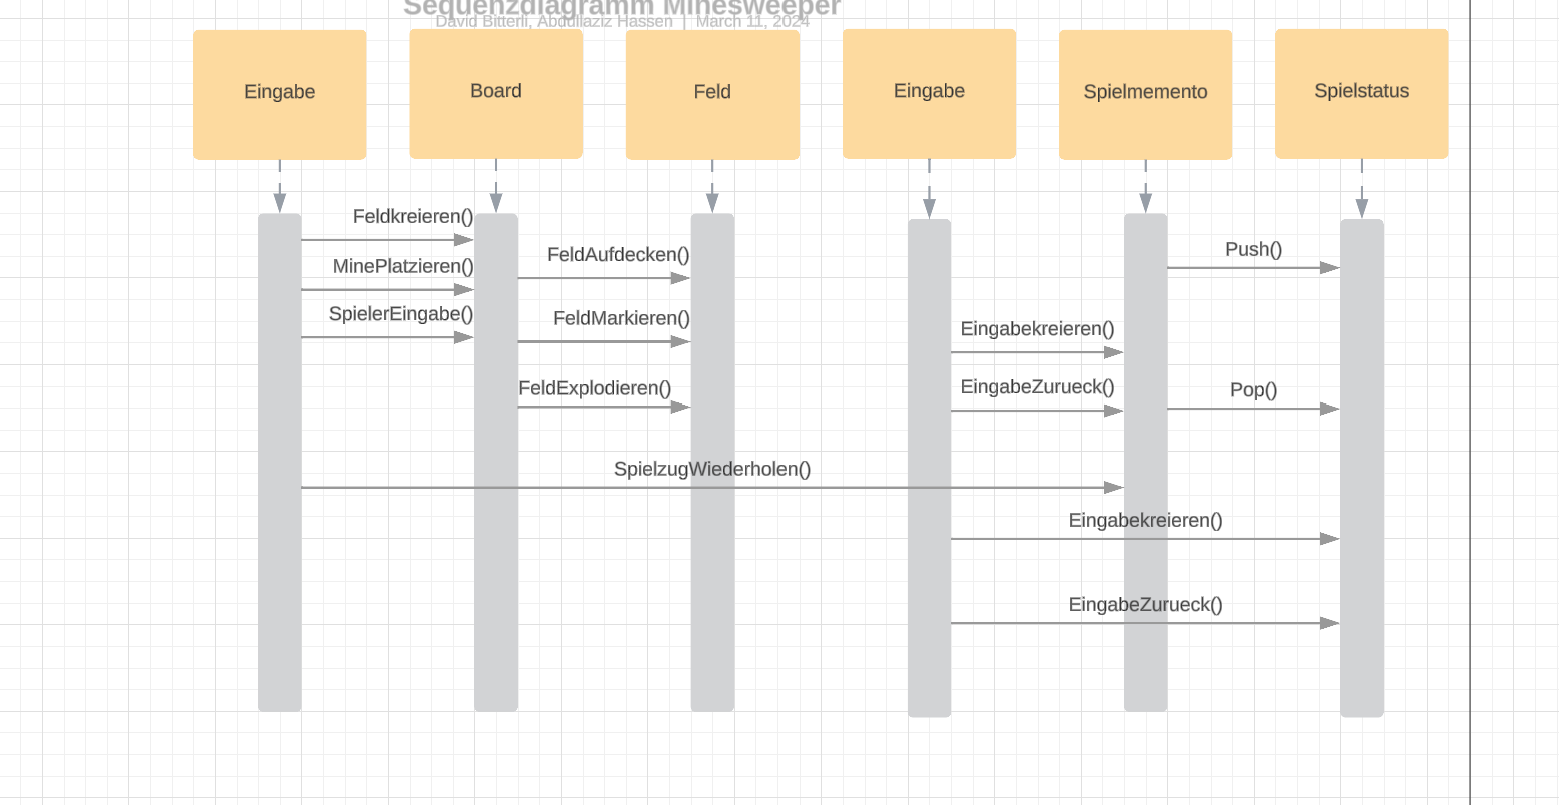 Sequenzdiagramm Minesweeper
David Bitterli, Abdullaziz Hassen | March 11, 2024
Eingabe
Board
Feld
Eingabe
Spielmemento
Spielstatus
Feldkreieren()
MinePlatzieren()
SpielerEingabe()
FeldAufdecken()
FeldMarkieren()
FeldExplodieren()
Push()
Eingabekreieren()
EingabeZurueck()
Pop()
SpielzugWiederholen()
Eingabekreieren()
EingabeZurueck()